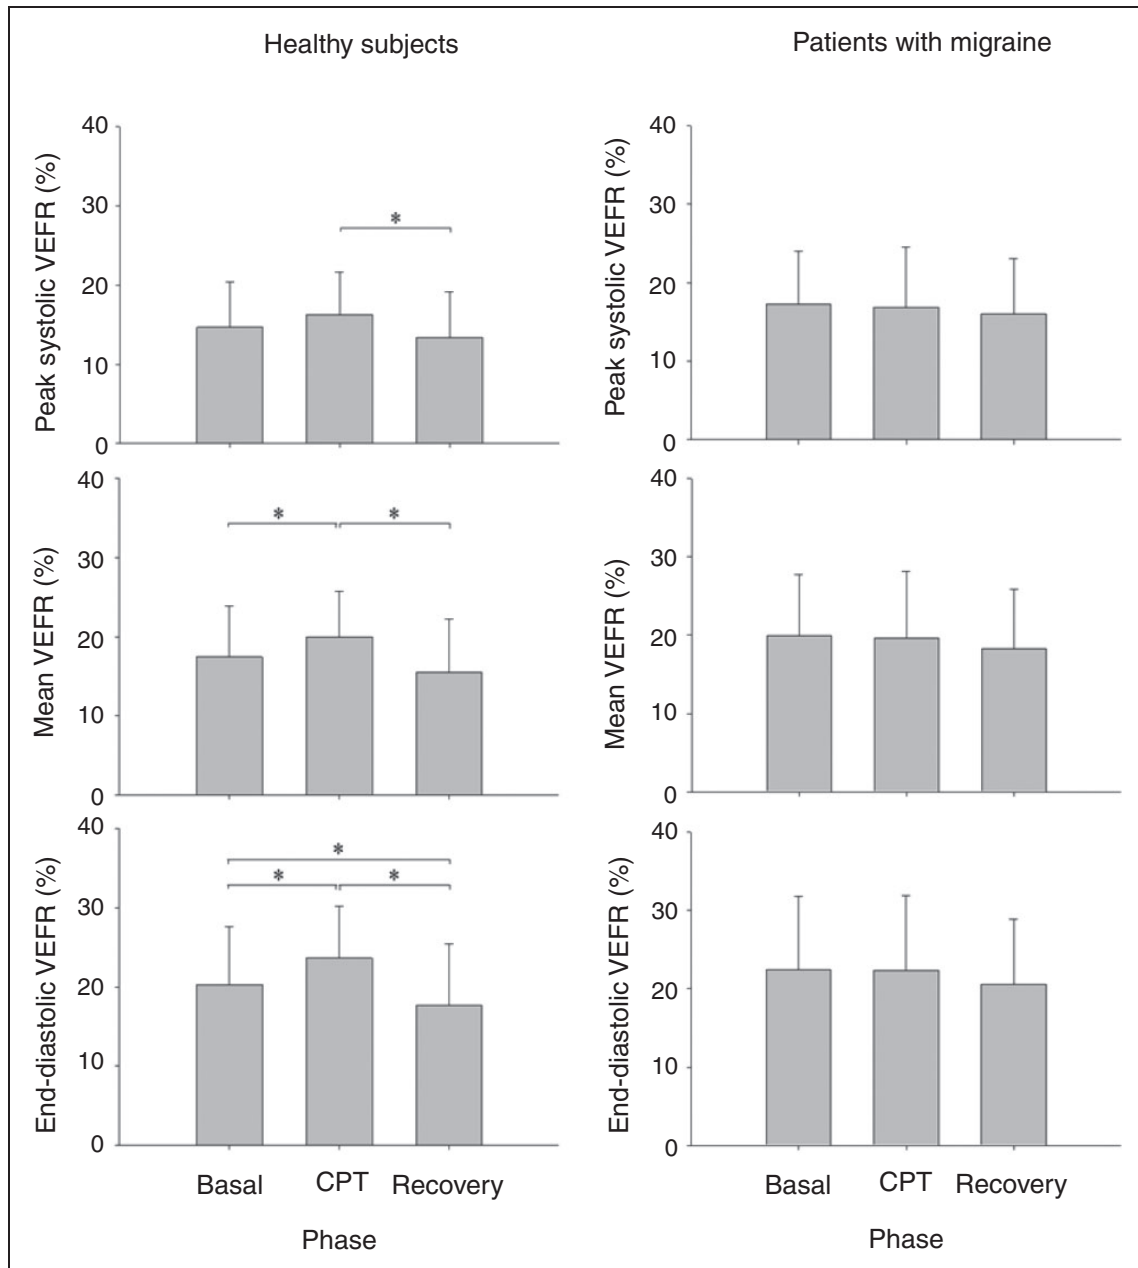 Healthy subjects
Patients with migraine
Peak systolic VEFR (%)
40
30
20
10
0
*
Peak systolic VEFR (%)
40
30
20
10
0
Mean VEFR (%)
40
30
20
10
0
* *
Mean VEFR (%)
40
30
20
10
0
End-diastolic VEFR (%)
40
30
20
10
0
*
* *
Basal CPT Recovery
Phase
End-diastolic VEFR (%)
40
30
20
10
0
Basal CPT Recovery
Phase